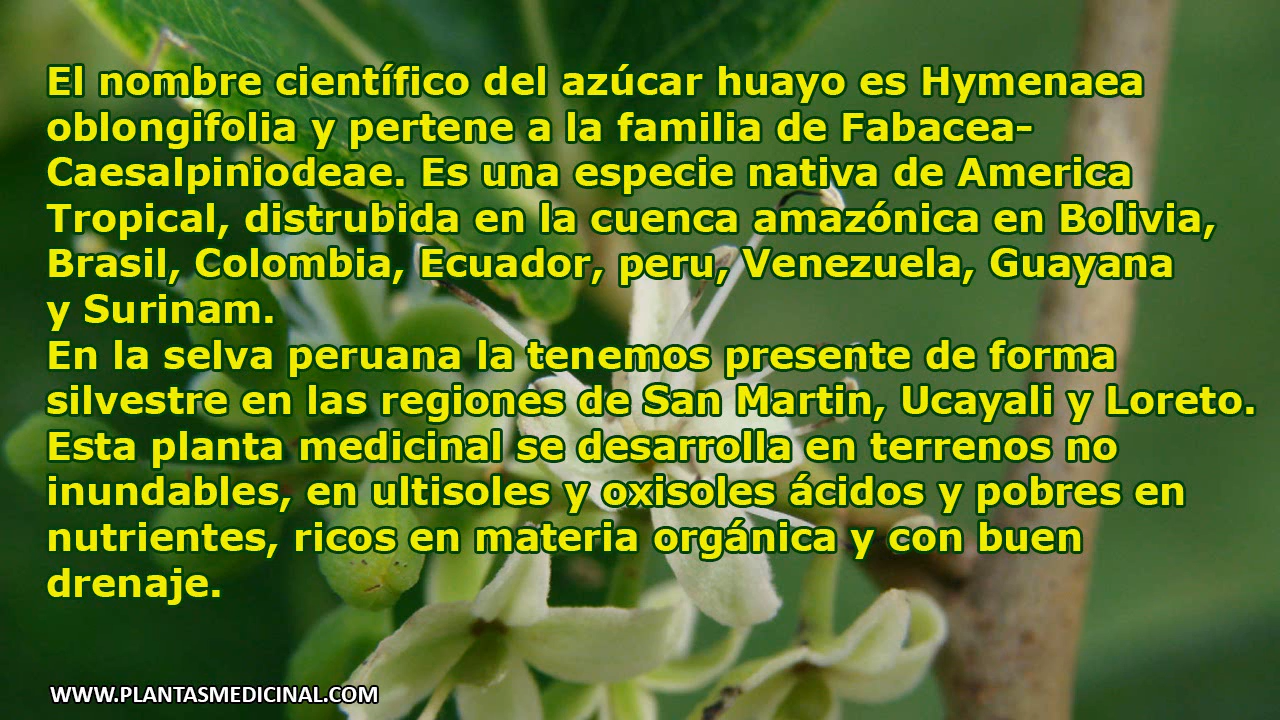 El nombre científico del azúcar huayo es Hymenaea
oblongifolia y pertene a la familia de Fabacea-
Caesalpiniodeae. Es una especie nativa de America
Tropical, distrubida en la cuenca amazónica en Bolivia,
Brasil, Colombia, Ecuador, peru, Venezuela, Guayana
y Surinam.
En la selva peruana la tenemos presente de forma
silvestre en las regiones de San Martin, Ucayali y Loreto.
Esta planta medicinal se desarrolla en terrenos no
inundables, en ultisoles y oxisoles ácidos y pobres en
nutrientes, ricos en materia orgánica y con buen
drenaje.
WWW.PLANTASMEDICINAL.COM